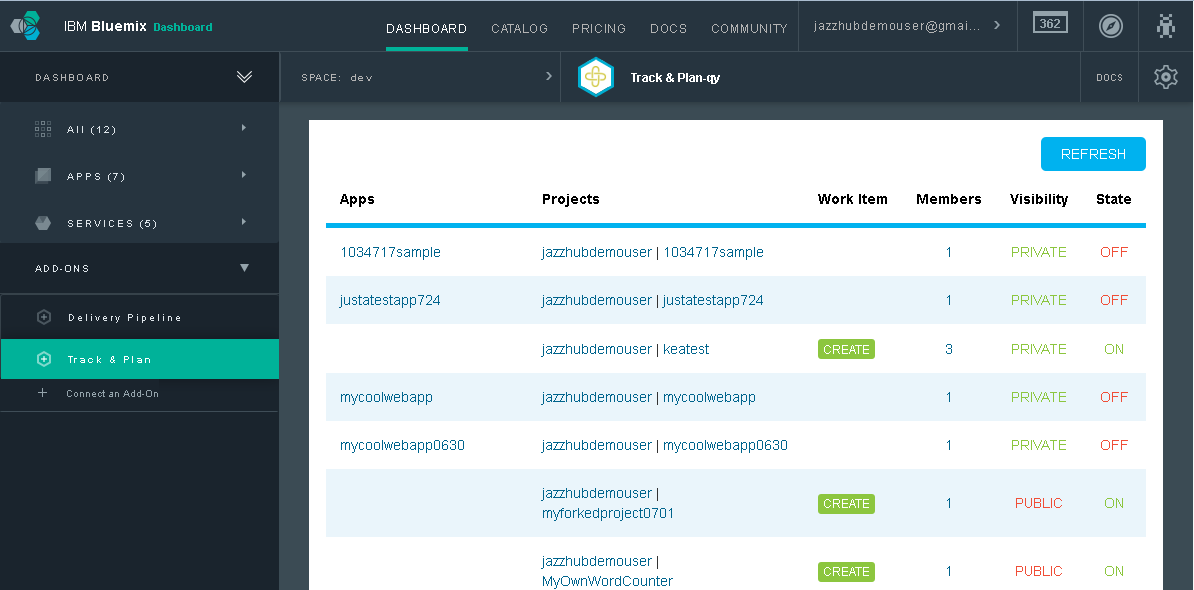 IBM Bluemix Dashboard
DASHBOARD CATALOG PRICING DOCS COMMUNITY jazzhubdemouser@gmai... 362
DASHBOARD
SPACE: dev
Track & Plan-qy
DOCS
All (12)
APPS (7)
SERVICES (5)
ADD-ONS
Delivery Pipeline
Track & Plan
Connect an Add-On
REFRESH
Apps Projects Work Item Members Visibility State
1034717sample jazzhubdemouser | 1034717sample 1 PRIVATE OFF
justatestapp724 jazzhubdemouser | justatestapp724 1 PRIVATE OFF
jazzhubdemouser | keatest CREATE 3 PRIVATE ON
mycoolwebapp jazzhubdemouser | mycoolwebapp 1 PRIVATE OFF
mycoolwebapp0630 jazzhubdemouser | mycoolwebapp0630 1 PRIVATE OFF
jazzhubdemouser |
myforkedproject0701 CREATE 1 PUBLIC ON
jazzhubdemouser |
MyOwnWordCounter CREATE 1 PUBLIC ON